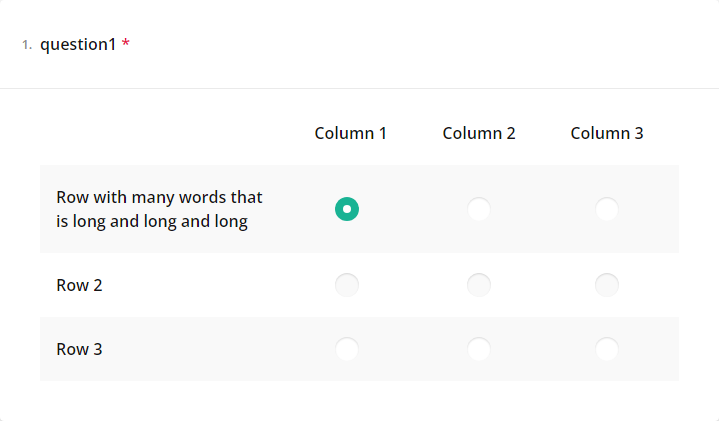 1. question1 *
Column 1 Column 2 Column 3
Row with many words that
is long and long and long
Row 2
Row 3